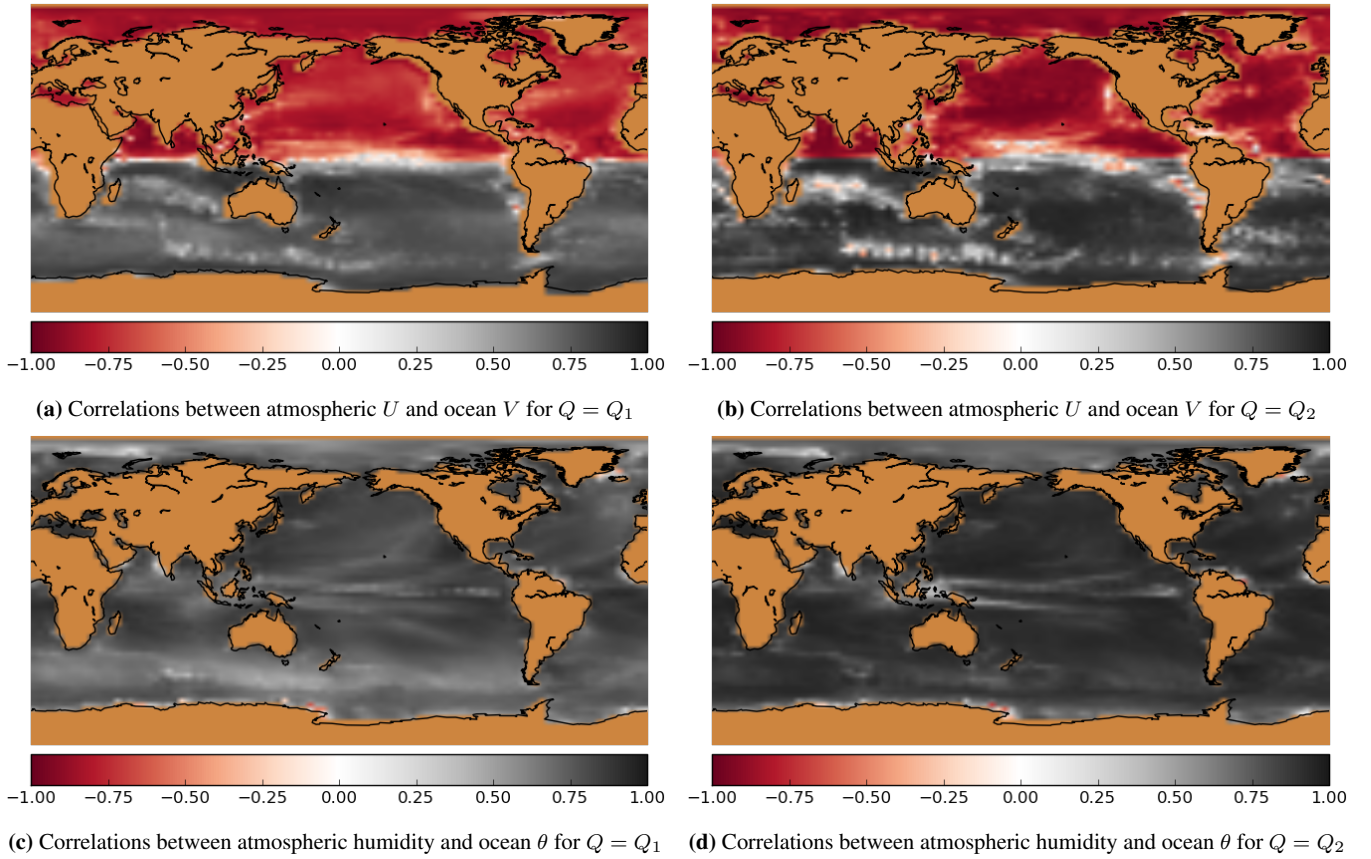 −1.00 −0.75 −0.50 −0.25 0.00 0.25 0.50 0.75 1.00
−1.00 −0.75 −0.50 −0.25 0.00 0.25 0.50 0.75 1.00
(a) Correlations between atmospheric U and ocean V for Q = Q₁
(b) Correlations between atmospheric U and ocean V for Q = Q₂
−1.00 −0.75 −0.50 −0.25 0.00 0.25 0.50 0.75 1.00
−1.00 −0.75 −0.50 −0.25 0.00 0.25 0.50 0.75 1.00
(c) Correlations between atmospheric humidity and ocean θ for Q = Q₁
(d) Correlations between atmospheric humidity and ocean θ for Q = Q₂